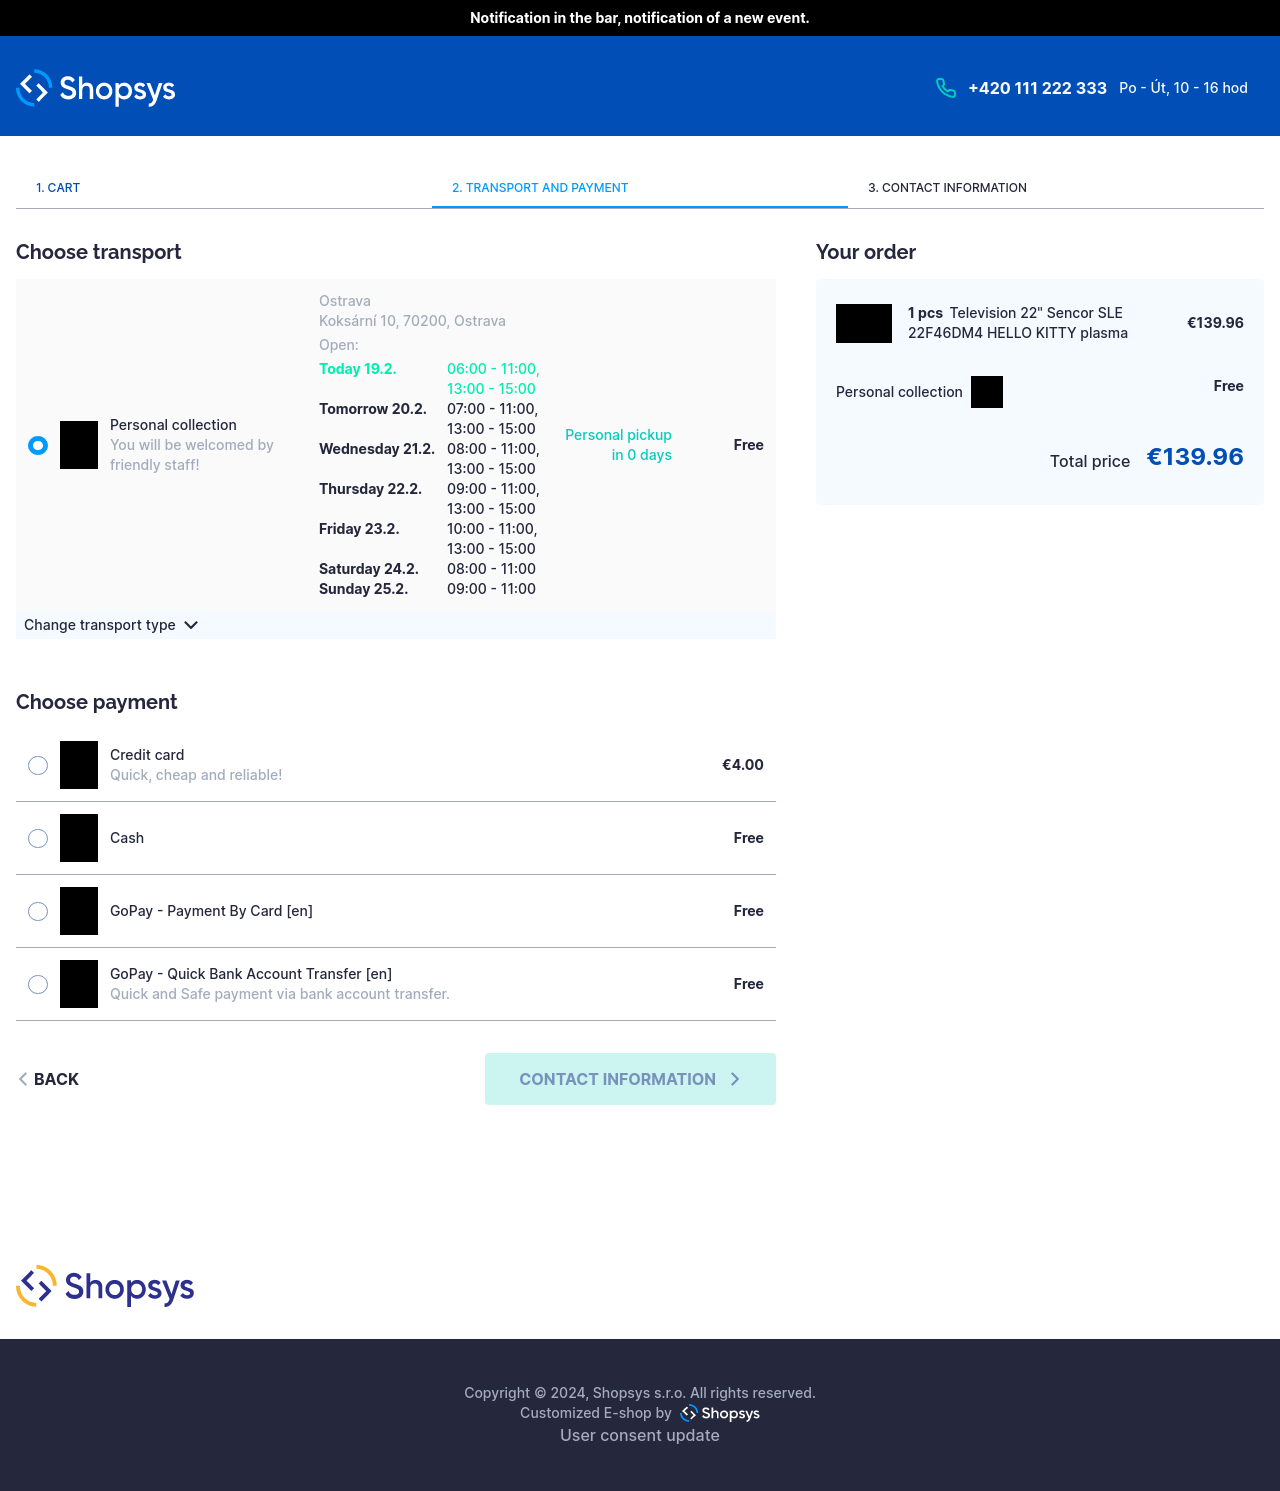 Notification in the bar, notification of a new event.
Shopsys
+420 111 222 333 Po - Út, 10 - 16 hod
1. CART
2. TRANSPORT AND PAYMENT
3. CONTACT INFORMATION
Choose transport
Personal collection
You will be welcomed by
friendly staff!
Ostrava
Koksární 10, 70200, Ostrava
Open:
Today 19.2. 06:00 - 11:00,
13:00 - 15:00
Tomorrow 20.2. 07:00 - 11:00,
13:00 - 15:00
Wednesday 21.2. 08:00 - 11:00,
13:00 - 15:00
Thursday 22.2. 09:00 - 11:00,
13:00 - 15:00
Friday 23.2. 10:00 - 11:00,
13:00 - 15:00
Saturday 24.2. 08:00 - 11:00
Sunday 25.2. 09:00 - 11:00
Personal pickup
in 0 days
Free
Change transport type
Your order
1 pcs Television 22" Sencor SLE
22F46DM4 HELLO KITTY plasma
€139.96
Personal collection
Free
Total price €139.96
Choose payment
Credit card
Quick, cheap and reliable!
€4.00
Cash
Free
GoPay - Payment By Card [en]
Free
GoPay - Quick Bank Account Transfer [en]
Quick and Safe payment via bank account transfer.
Free
BACK
CONTACT INFORMATION
Shopsys
Copyright © 2024, Shopsys s.r.o. All rights reserved.
Customized E-shop by Shopsys
User consent update